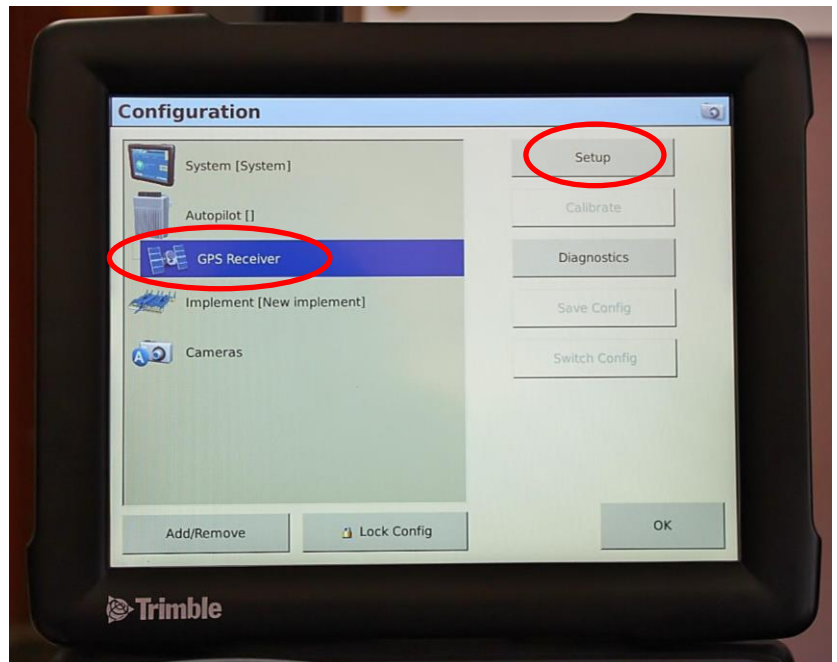 Configuration
System [System]
Autopilot []
GPS Receiver
Implement [New implement]
A Cameras
Setup
Calibrate
Diagnostics
Save Config
Switch Config
Add/Remove
Lock Config
OK
Trimble